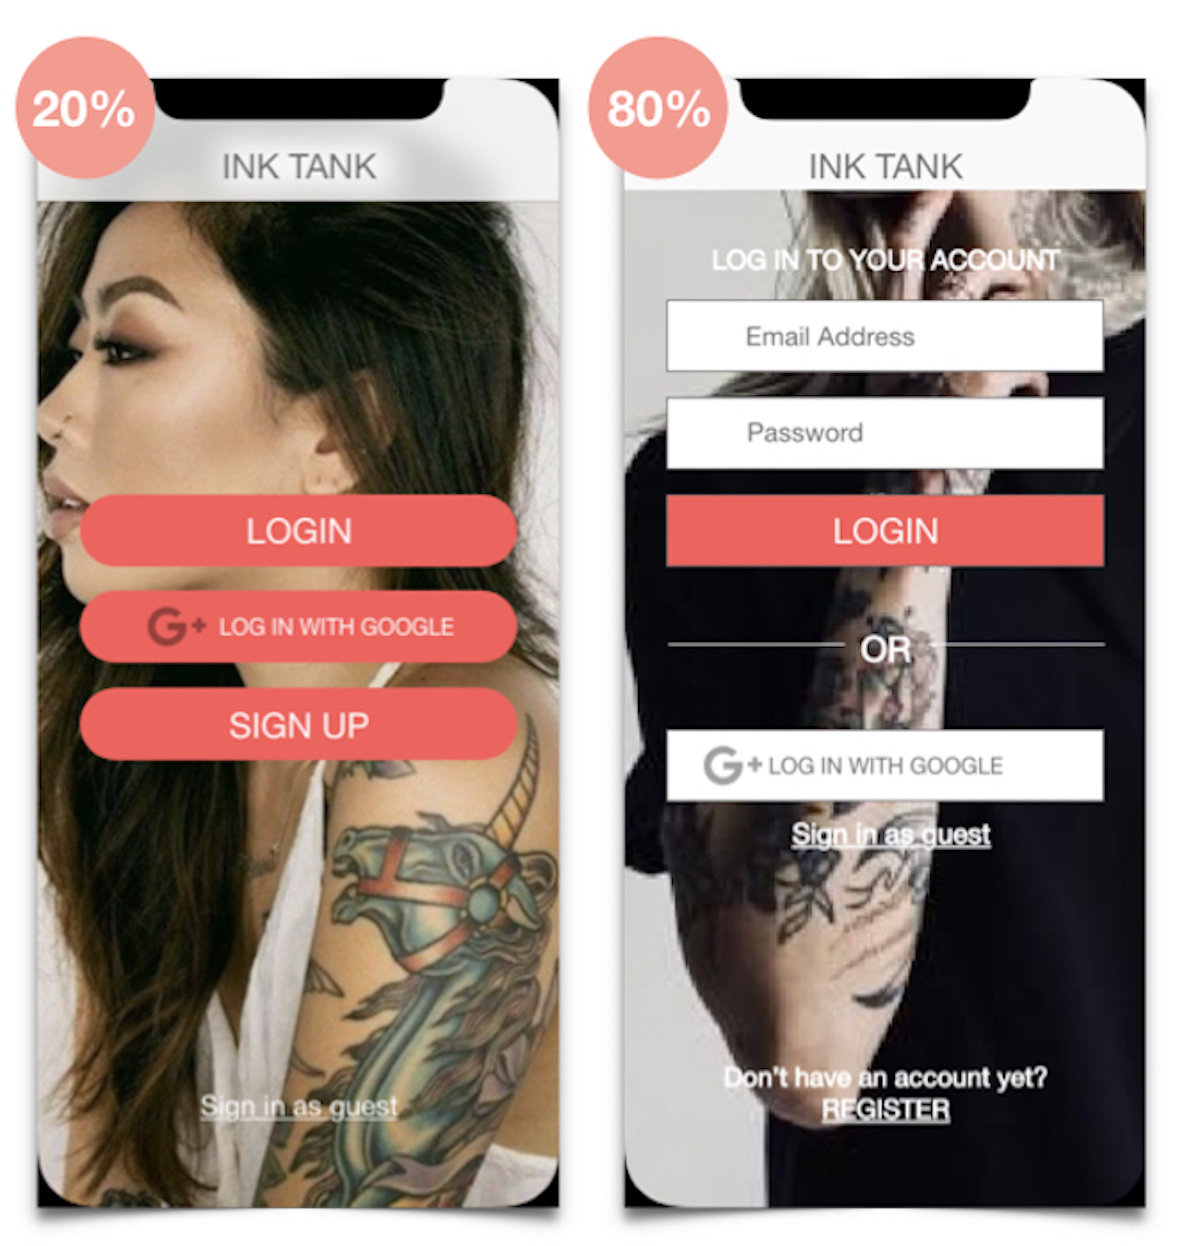 20%
INK TANK
LOGIN
G+ LOG IN WITH GOOGLE
SIGN UP
Sign in as guest
80%
INK TANK
LOG IN TO YOUR ACCOUNT
Email Address
Password
LOGIN
OR
G+ LOG IN WITH GOOGLE
Sign in as guest
Don't have an account yet?
REGISTER